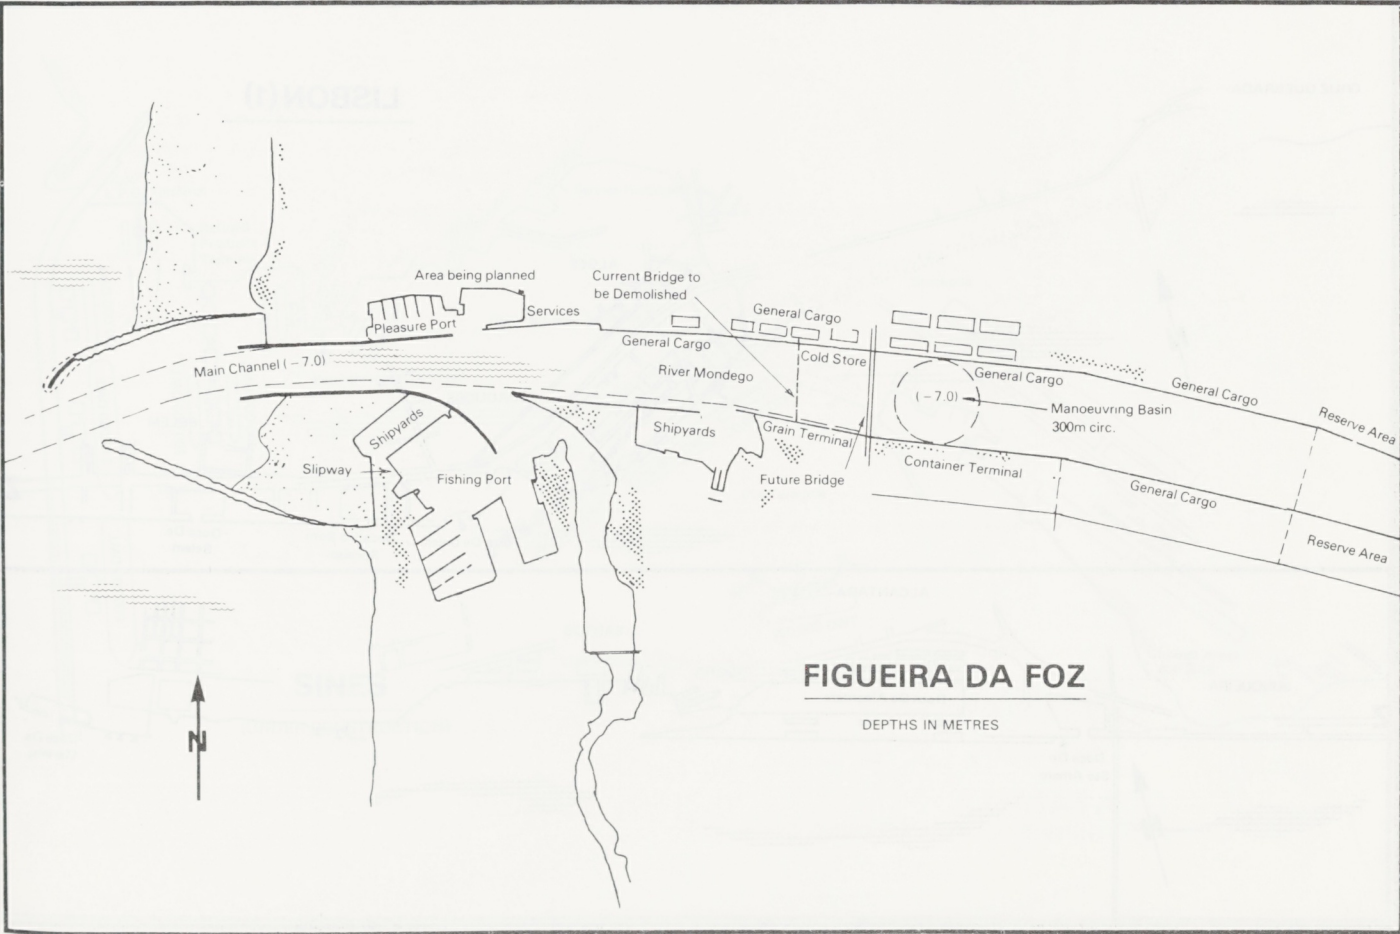 Area being planned
Current Bridge to
be Demolished
Services
Pleasure Port
General Cargo
General Cargo
Cold Store
Main Channel (– 7.0)
River Mondego
General Cargo
General Cargo
(– 7.0)
Manoeuvring Basin
300m circ.
Reserve Area
Shipyards
Shipyards
Grain Terminal
Slipway
Fishing Port
Future Bridge
Container Terminal
General Cargo
Reserve Area
N
FIGUEIRA DA FOZ
DEPTHS IN METRES
LISBON (1)